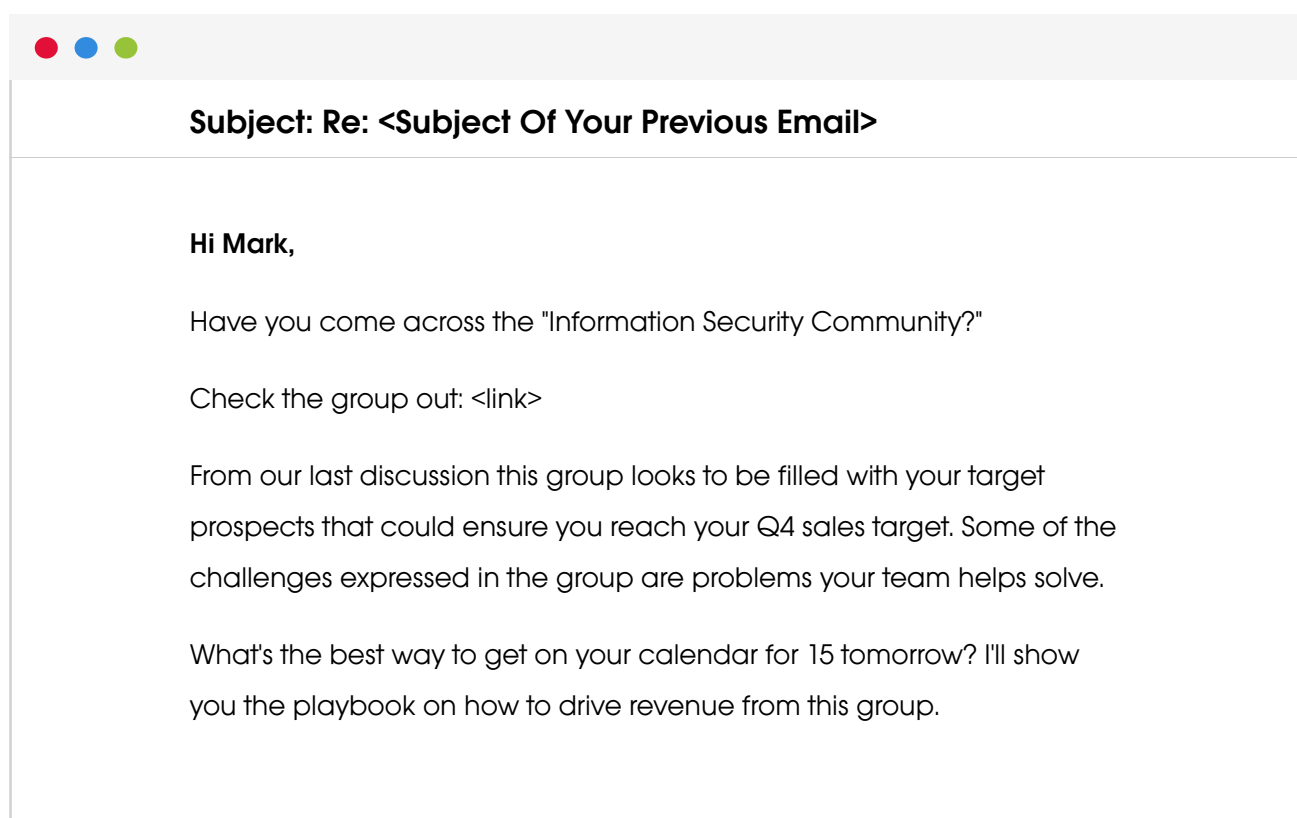 Subject: Re: <Subject Of Your Previous Email>
Hi Mark,
Have you come across the "Information Security Community?"
Check the group out: <link>
From our last discussion this group looks to be filled with your target
prospects that could ensure you reach your Q4 sales target. Some of the
challenges expressed in the group are problems your team helps solve.
What's the best way to get on your calendar for 15 tomorrow? I'll show
you the playbook on how to drive revenue from this group.